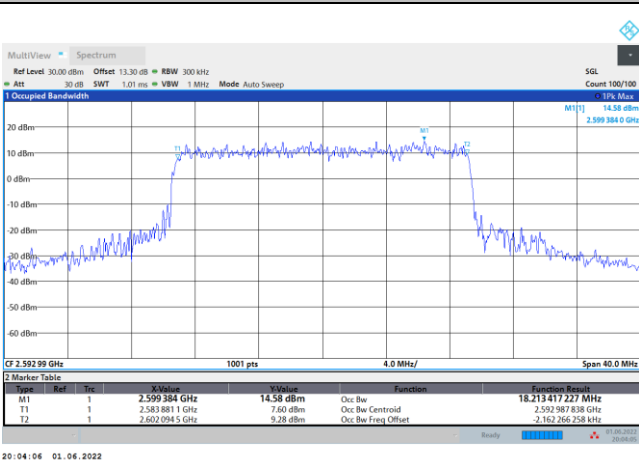 MultiView Spectrum
Ref Level 30.00 dBm Offset 13.30 dB RBW 300 kHz SGL
Att 30 dB SWT 1.01 ms VBW 1 MHz Mode Auto Sweep Count 100/100
1 Occupied Bandwidth 1Pk Max
M1[1] 14.58 dBm
2.599 384 0 GHz
20 dBm
M1
T1
T2
10 dBm
0 dBm
-10 dBm
-20 dBm
-30 dBm
-40 dBm
-50 dBm
-60 dBm
CF 2.592 99 GHz 1001 pts 4.0 MHz/ Span 40.0 MHz
2 Marker Table
Type Ref Trc X-Value Y-Value Function Function Result
M1 1 2.599 384 GHz 14.58 dBm Occ Bw 18.213 417 227 MHz
T1 1 2.583 881 1 GHz 7.60 dBm Occ Bw Centroid 2.592 987 838 GHz
T2 1 2.602 094 5 GHz 9.28 dBm Occ Bw Freq Offset -2.162 266 258 kHz
Ready 01.06.2022
20:04:05
20:04:06 01.06.2022